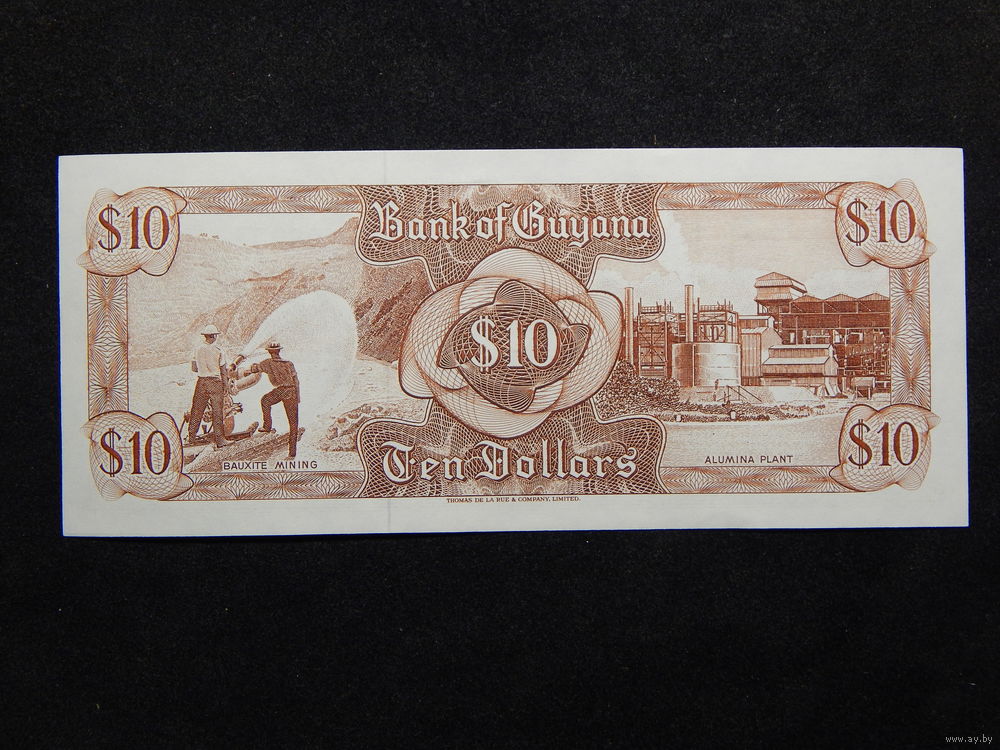 $10
Bank of Guyana
$10
$10
$10
BAUXITE MINING
Ten Dollars
ALUMINA PLANT
$10
THOMAS DE LA RUE & COMPANY, LIMITED.
www.ay.by